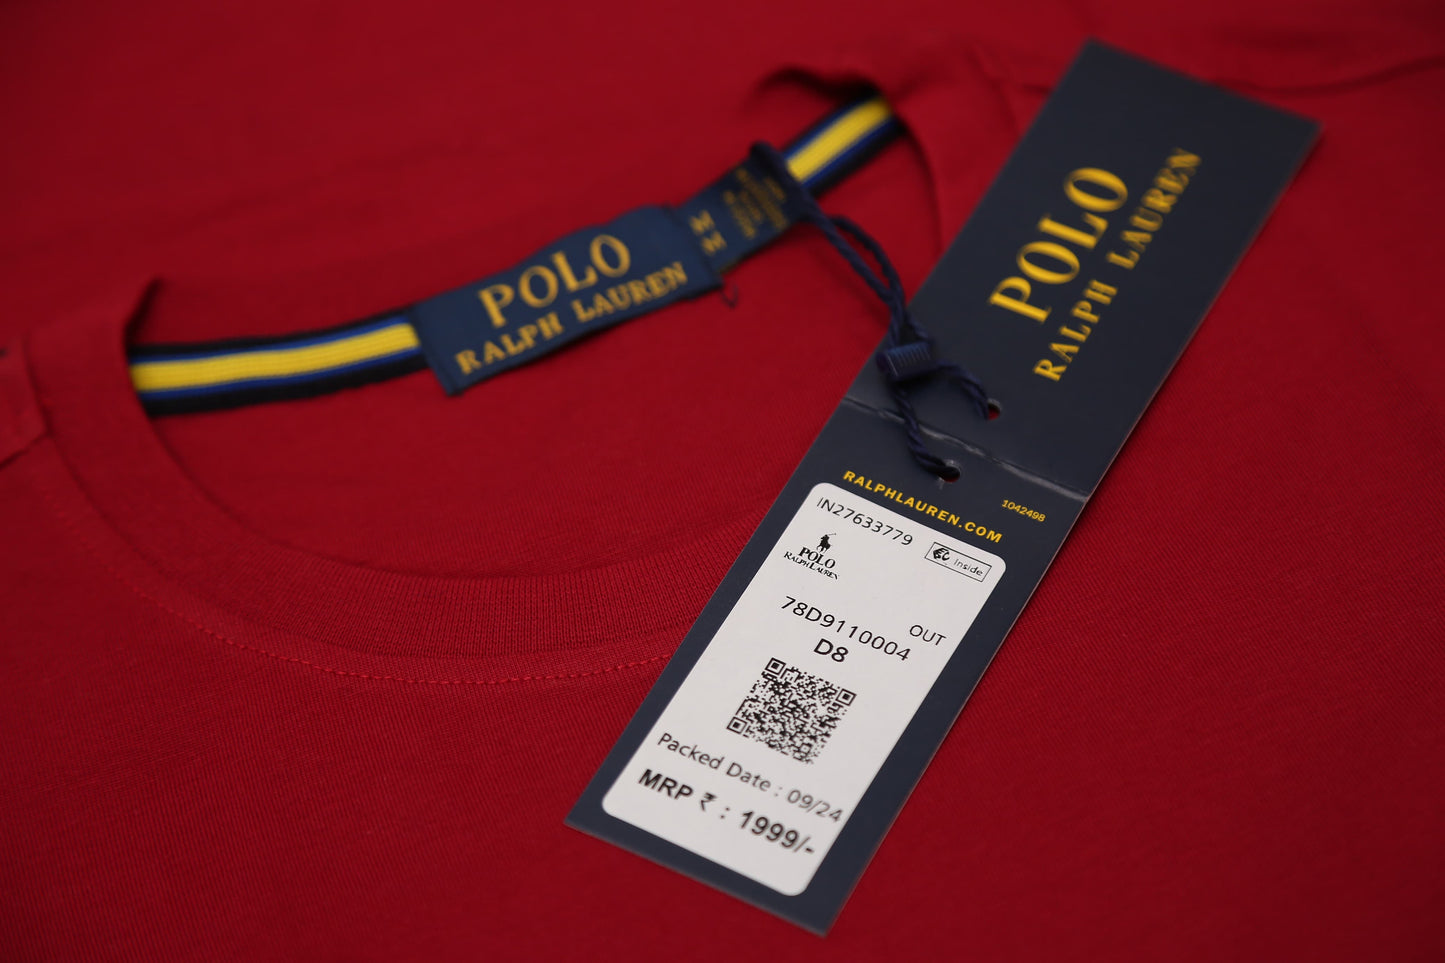 POLO
RALPH LAUREN
M M
POLO
RALPH LAUREN
RALPHLAUREN.COM
1042498
IN27633779
Inside
POLO
RALPH LAUREN
78D9110004
OUT
D8
Packed Date : 09/24
MRP ₹ : 1999/-